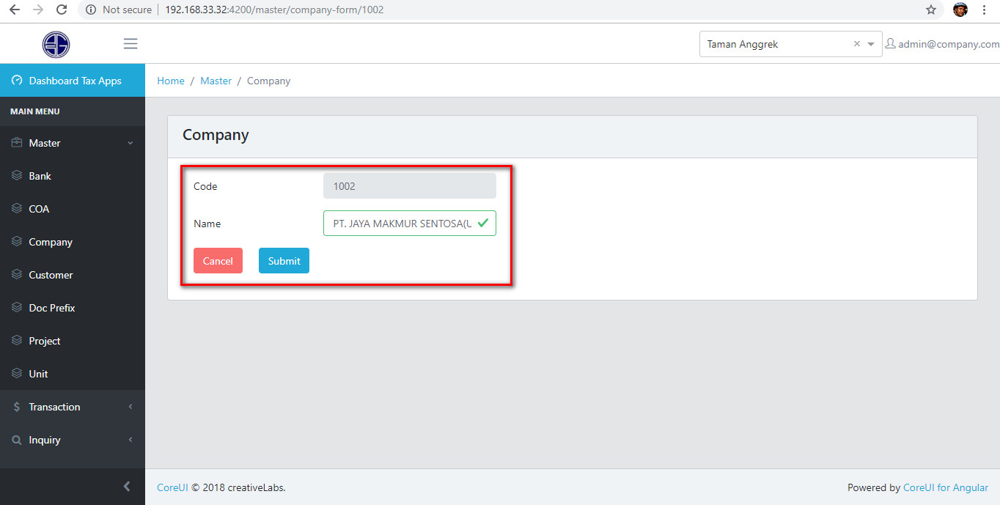 Not secure | 192.168.33.32:4200/master/company-form/1002
Taman Anggrek
admin@company.com
Dashboard Tax Apps
Home / Master / Company
MAIN MENU
Master
Bank
COA
Company
Customer
Doc Prefix
Project
Unit
Transaction
Inquiry
Company
Code 1002
Name PT. JAYA MAKMUR SENTOSA(U
Cancel Submit
CoreUI © 2018 creativeLabs.
Powered by CoreUI for Angular